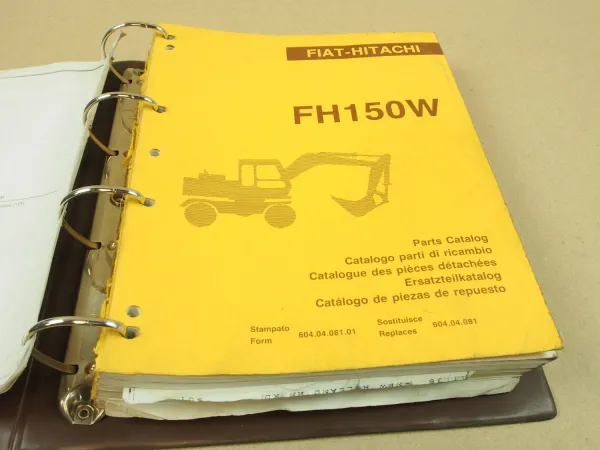 FIAT-HITACHI
FH150W
Parts Catalog
Catalogo parti di ricambio
Catalogue des pièces détachées
Ersatzteilkatalog
Catálogo de piezas de repuesto
Stampato Form 604.04.081.01 Sostituisce Replaces 604.04.081